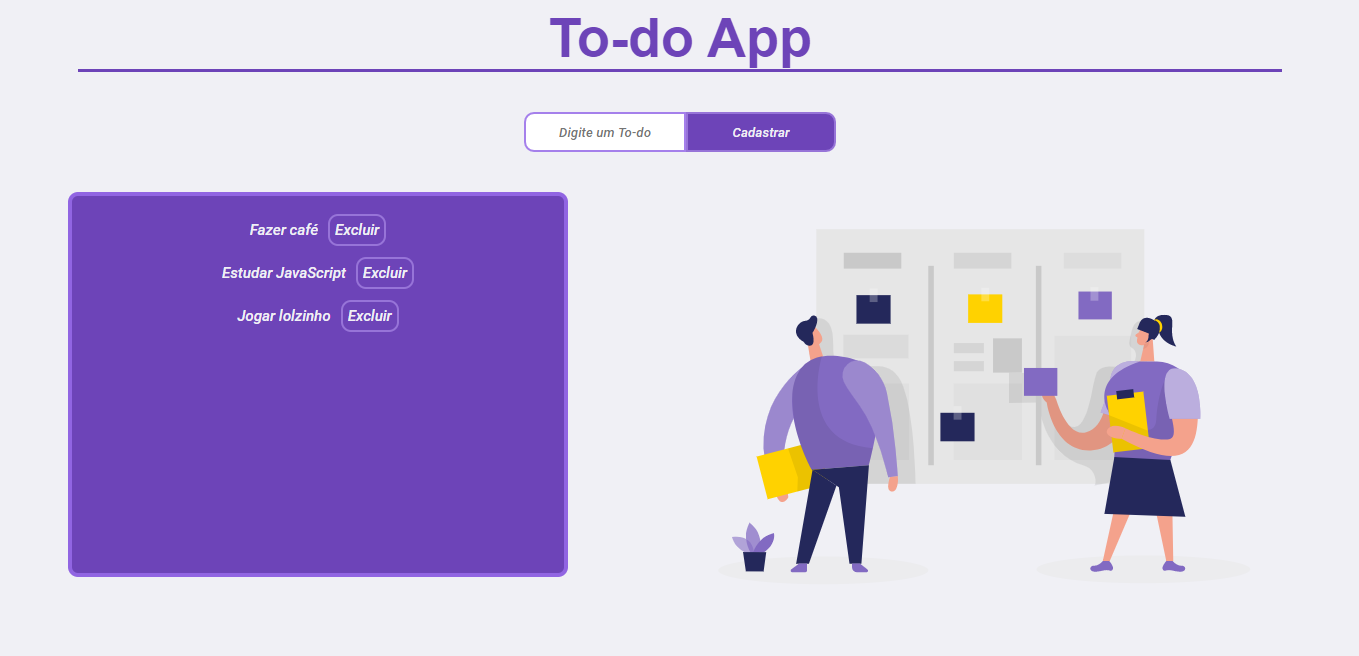 To-do App
Digite um To-do Cadastrar
Fazer café Excluir
Estudar JavaScript Excluir
Jogar lolzinho Excluir